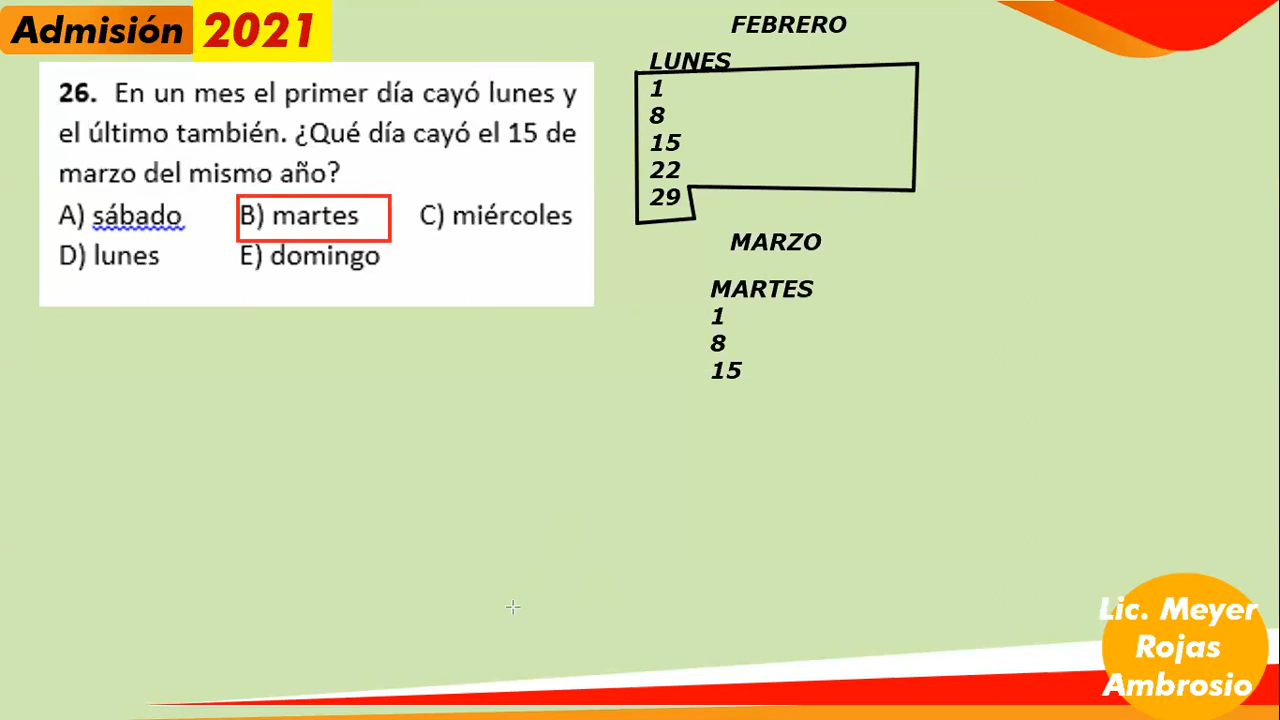 Admisión 2021
26. En un mes el primer día cayó lunes y
el último también. ¿Qué día cayó el 15 de
marzo del mismo año?
A) sábado B) martes C) miércoles
D) lunes E) domingo
FEBRERO
LUNES
1
8
15
22
29
MARZO
MARTES
1
8
15
Lic. Meyer
Rojas
Ambrosio